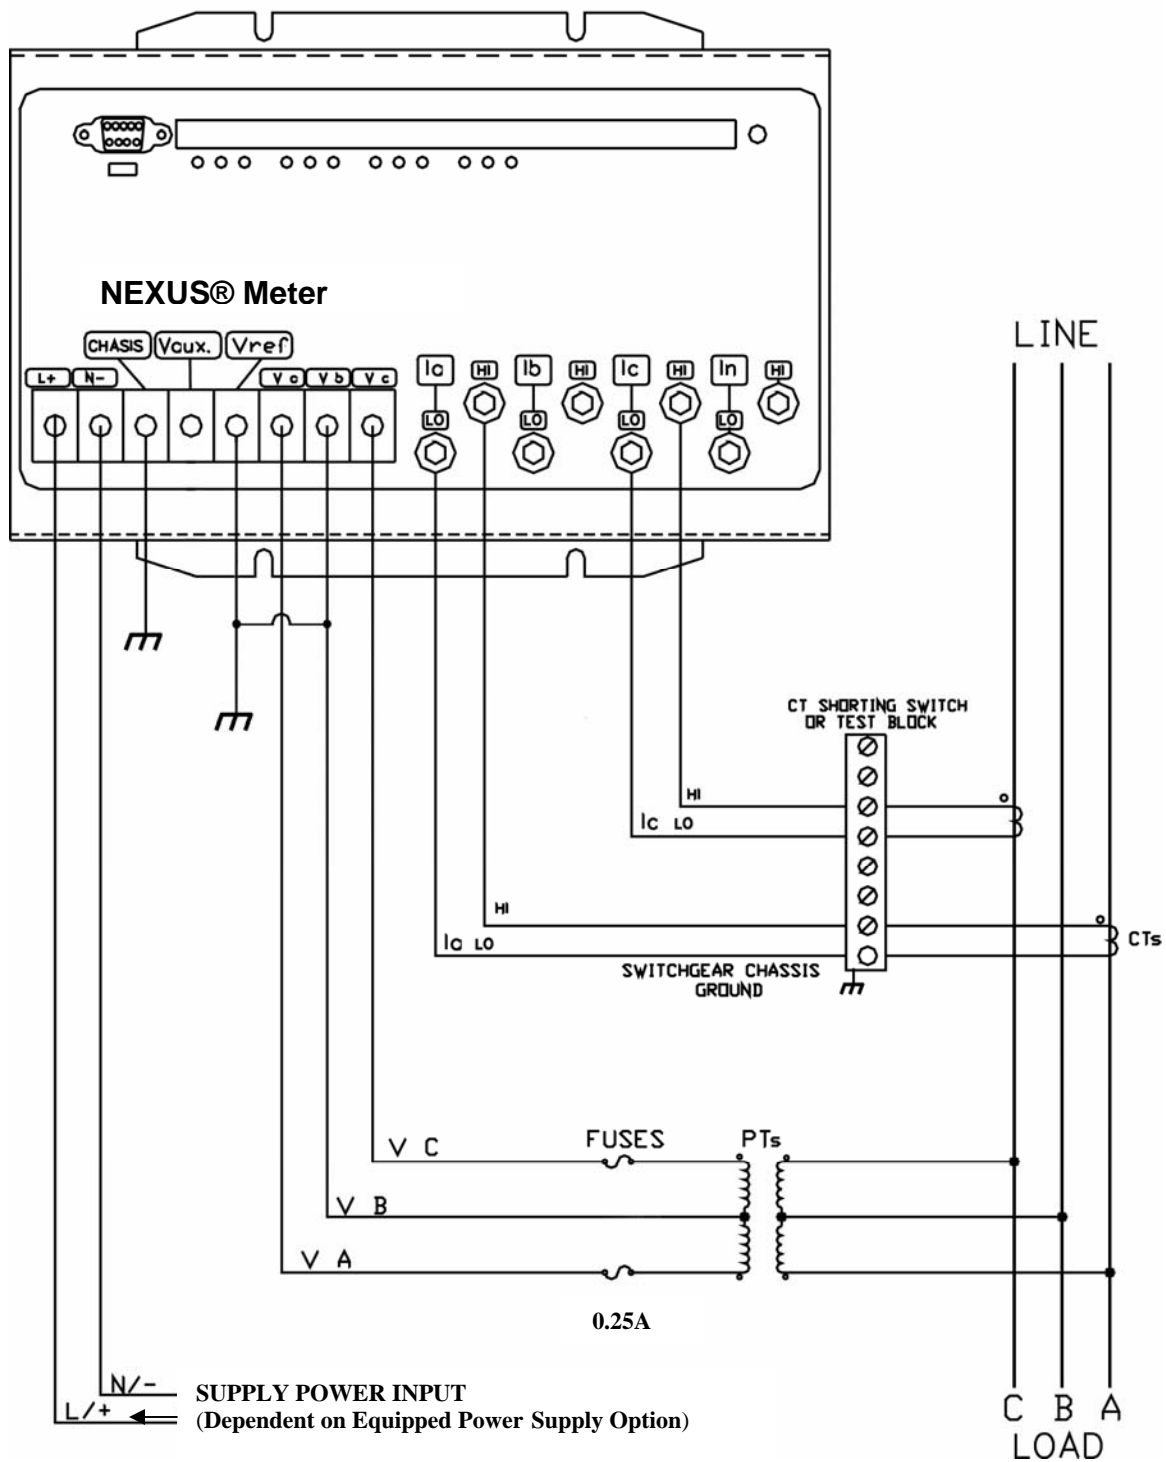 NEXUS® Meter
CHASIS Vaux. Vref
L+ N- Va Vb Vc
Ia HI Ib HI Ic HI In HI
LO LO LO LO
LINE
CT SHORTING SWITCH
OR TEST BLOCK
HI
Ic LO
HI
Ia LO
CTs
SWITCHGEAR CHASSIS
GROUND
V C FUSES PTs
V B
V A
0.25A
N/-
L/+
SUPPLY POWER INPUT
(Dependent on Equipped Power Supply Option)
C B A
LOAD